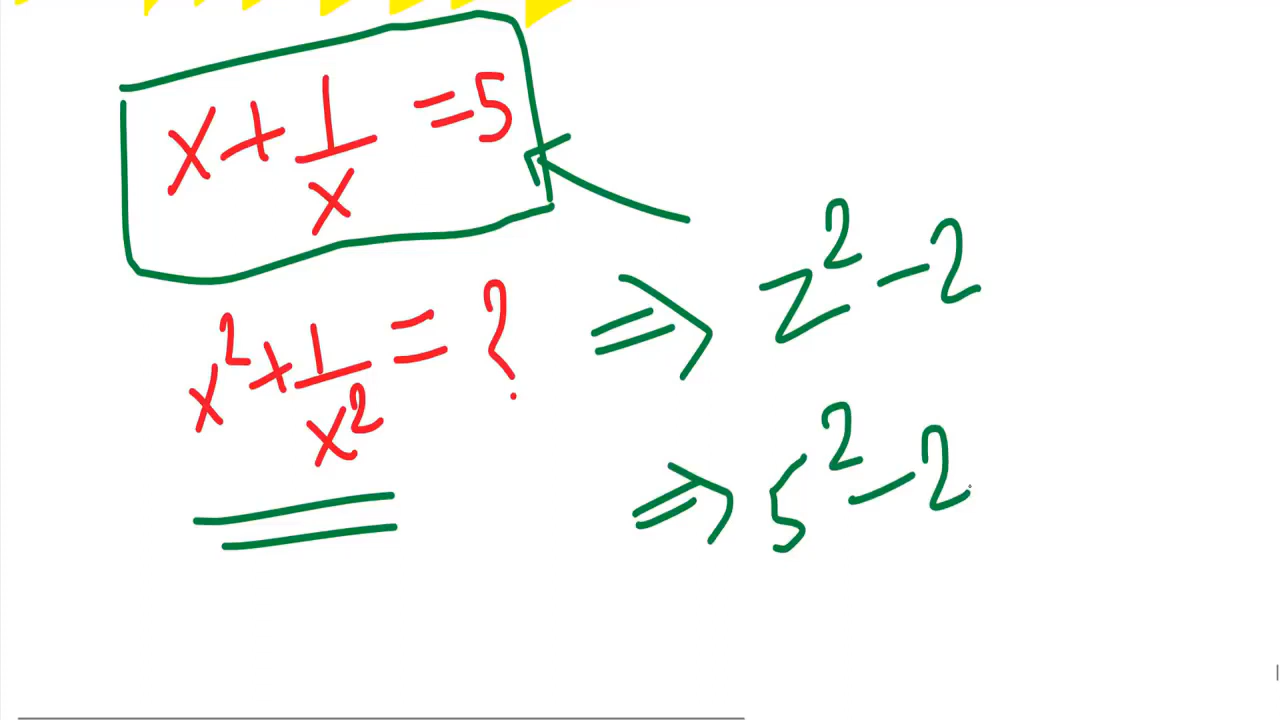 x + 1/x = 5
x² + 1/x² = ?
⇒ z² - 2
⇒ 5² - 2